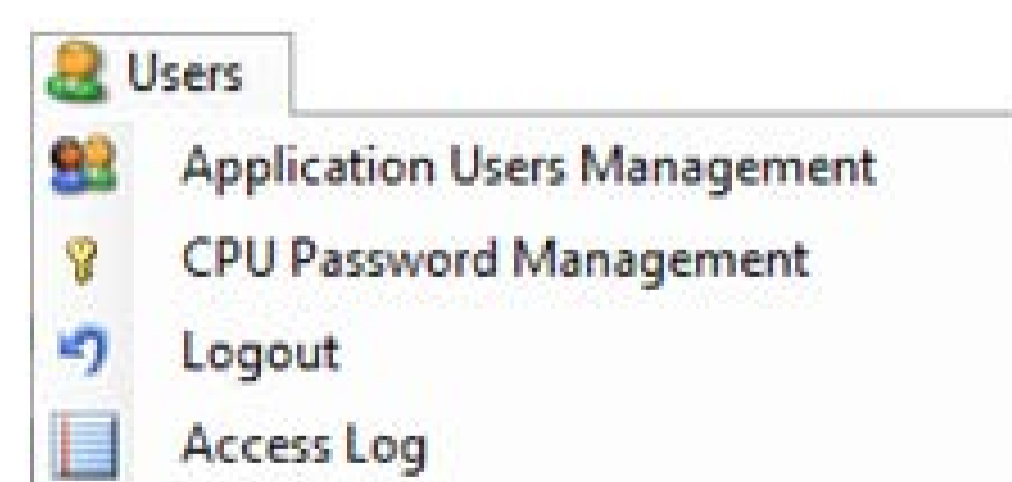 Users
Application Users Management
CPU Password Management
Logout
Access Log